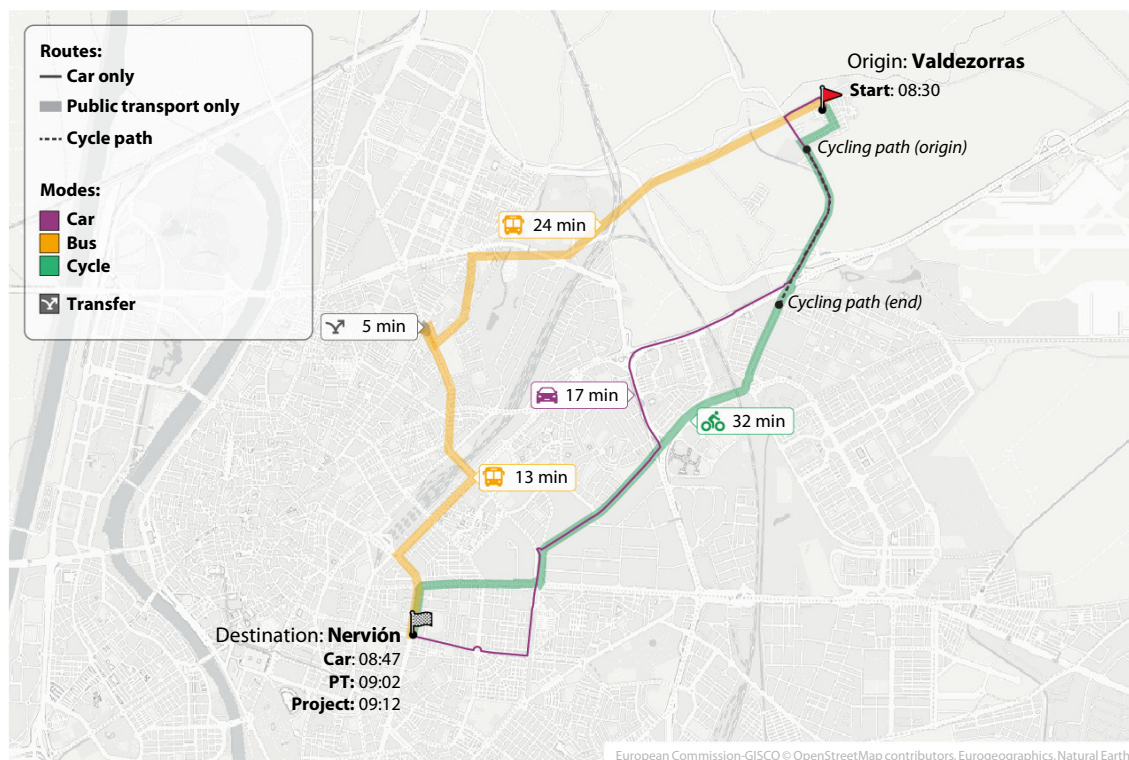 Routes:
Car only
Public transport only
Cycle path
Modes:
Car
Bus
Cycle
Transfer
Origin: Valdezorras
Start: 08:30
Cycling path (origin)
24 min
Cycling path (end)
5 min
17 min
32 min
13 min
Destination: Nervión
Car: 08:47
PT: 09:02
Project: 09:12
European Commission-GISCO © OpenStreetMap contributors, Eurogeographics, Natural Earth